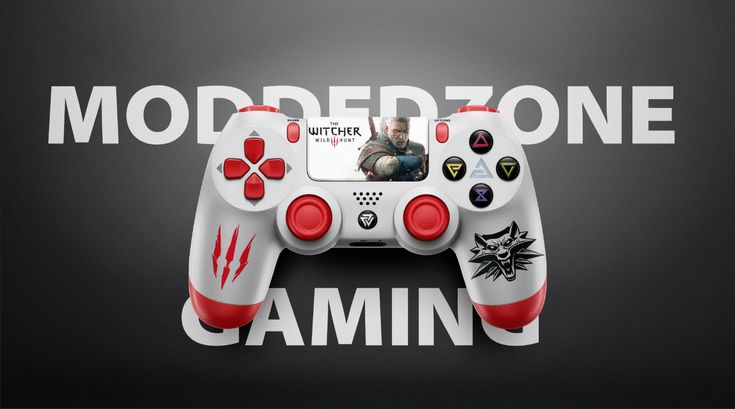 MODDEDZONE
SHARE
OPTIONS
THE
WITCHER
WILD HUNT
GAMING